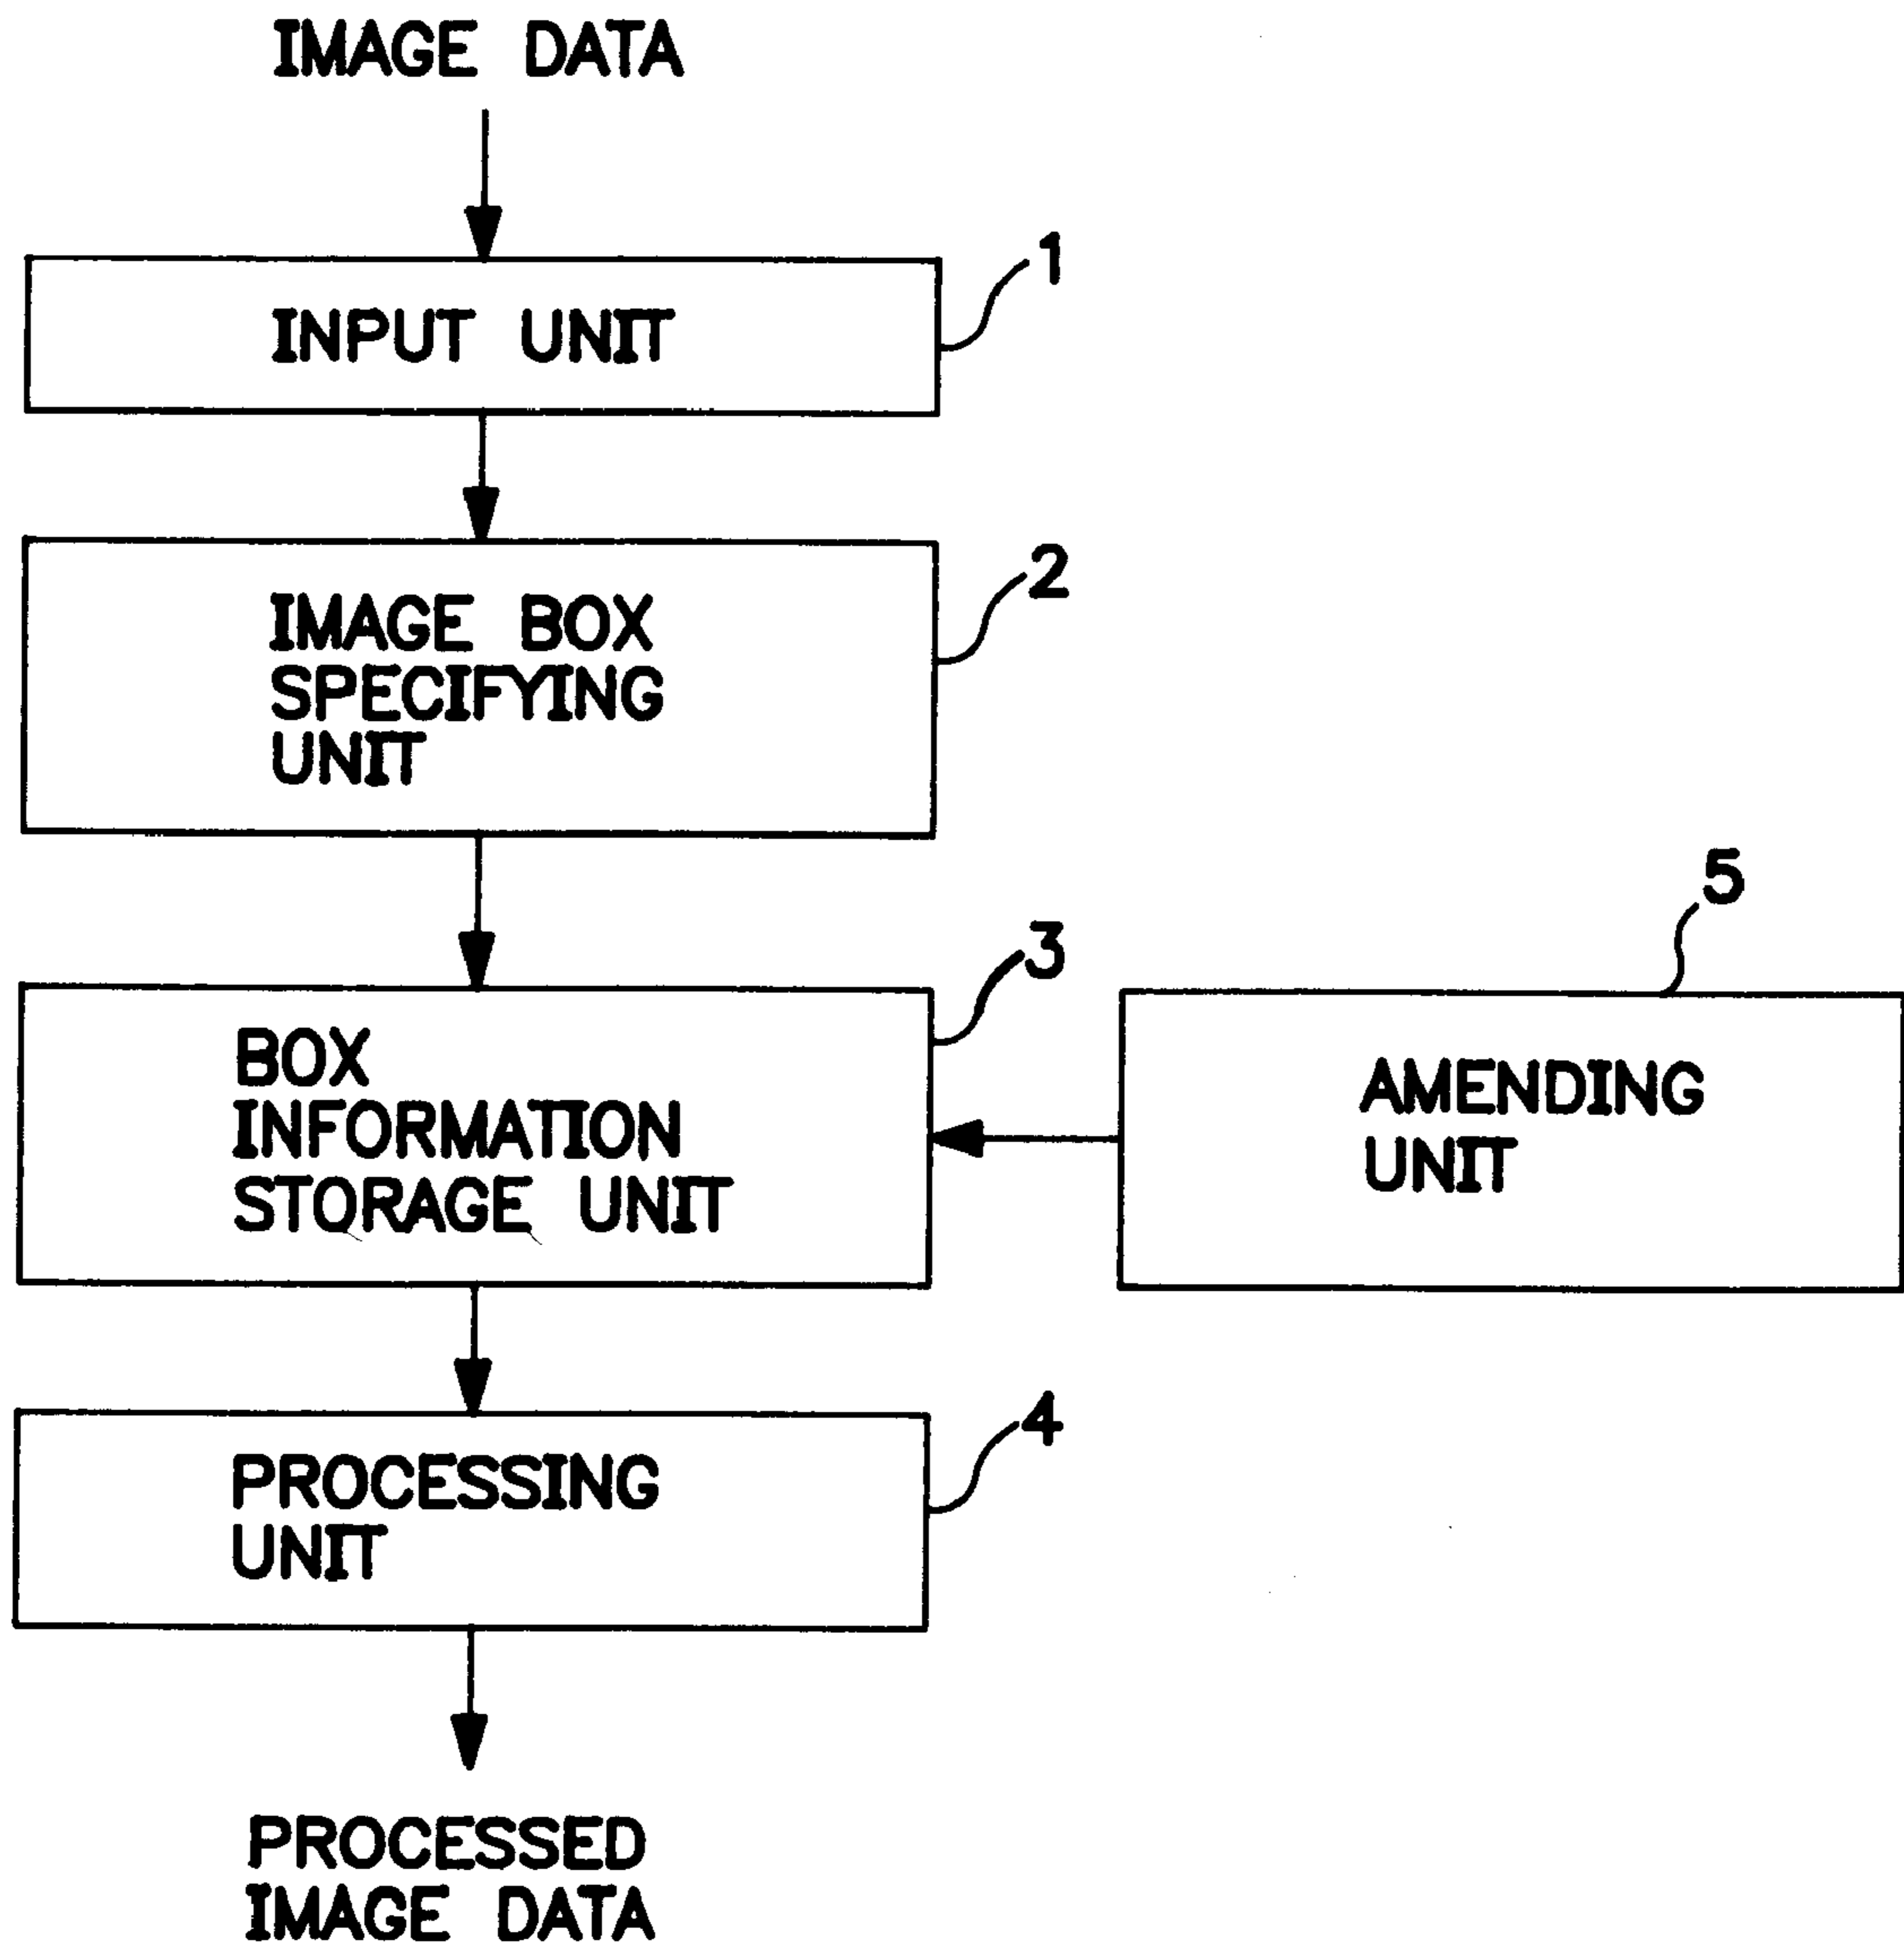 IMAGE DATA
1
INPUT UNIT
2
IMAGE BOX
SPECIFYING
UNIT
3
BOX
INFORMATION
STORAGE UNIT
5
AMENDING
UNIT
4
PROCESSING
UNIT
PROCESSED
IMAGE DATA